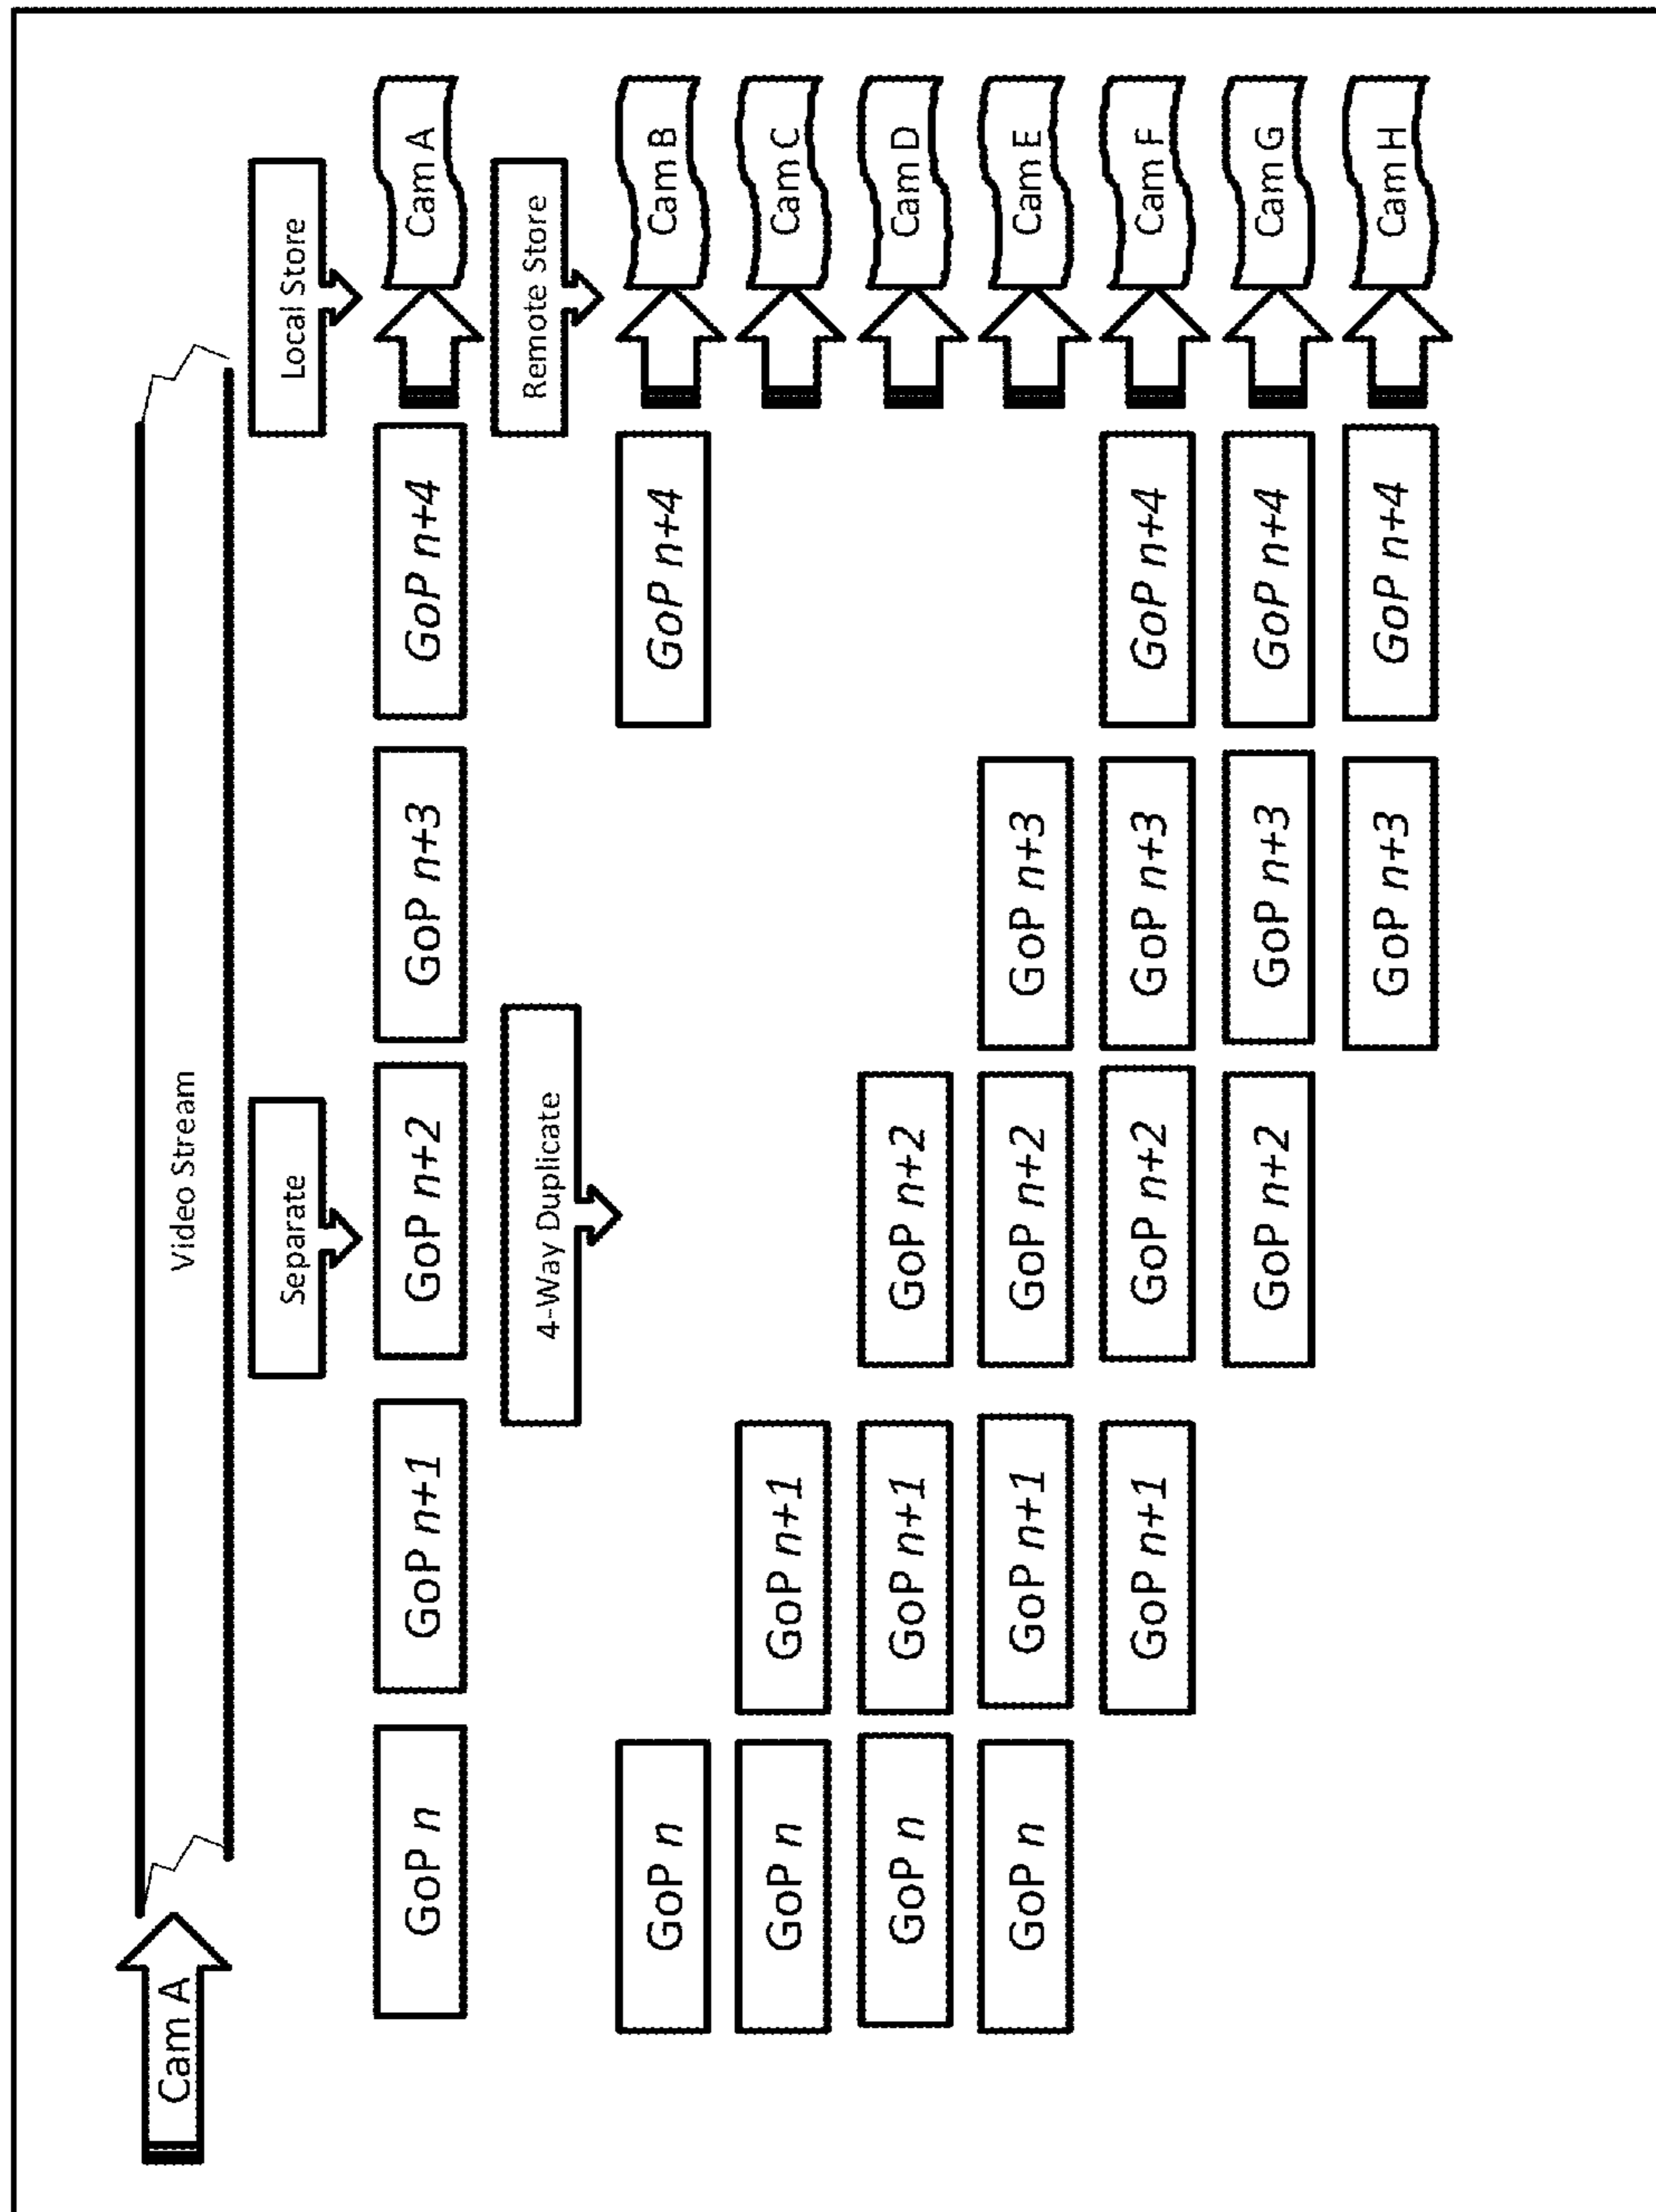 Cam A
Video Stream
Separate
Local Store
GoP n
GoP n+1
GoP n+2
GoP n+3
GoP n+4
Cam A
4-Way Duplicate
Remote Store
GoP n
GoP n+4
Cam B
GoP n
GoP n+1
Cam C
GoP n
GoP n+1
GoP n+2
Cam D
GoP n
GoP n+1
GoP n+2
GoP n+3
Cam E
GoP n+1
GoP n+2
GoP n+3
GoP n+4
Cam F
GoP n+2
GoP n+3
GoP n+4
Cam G
GoP n+3
GoP n+4
Cam H